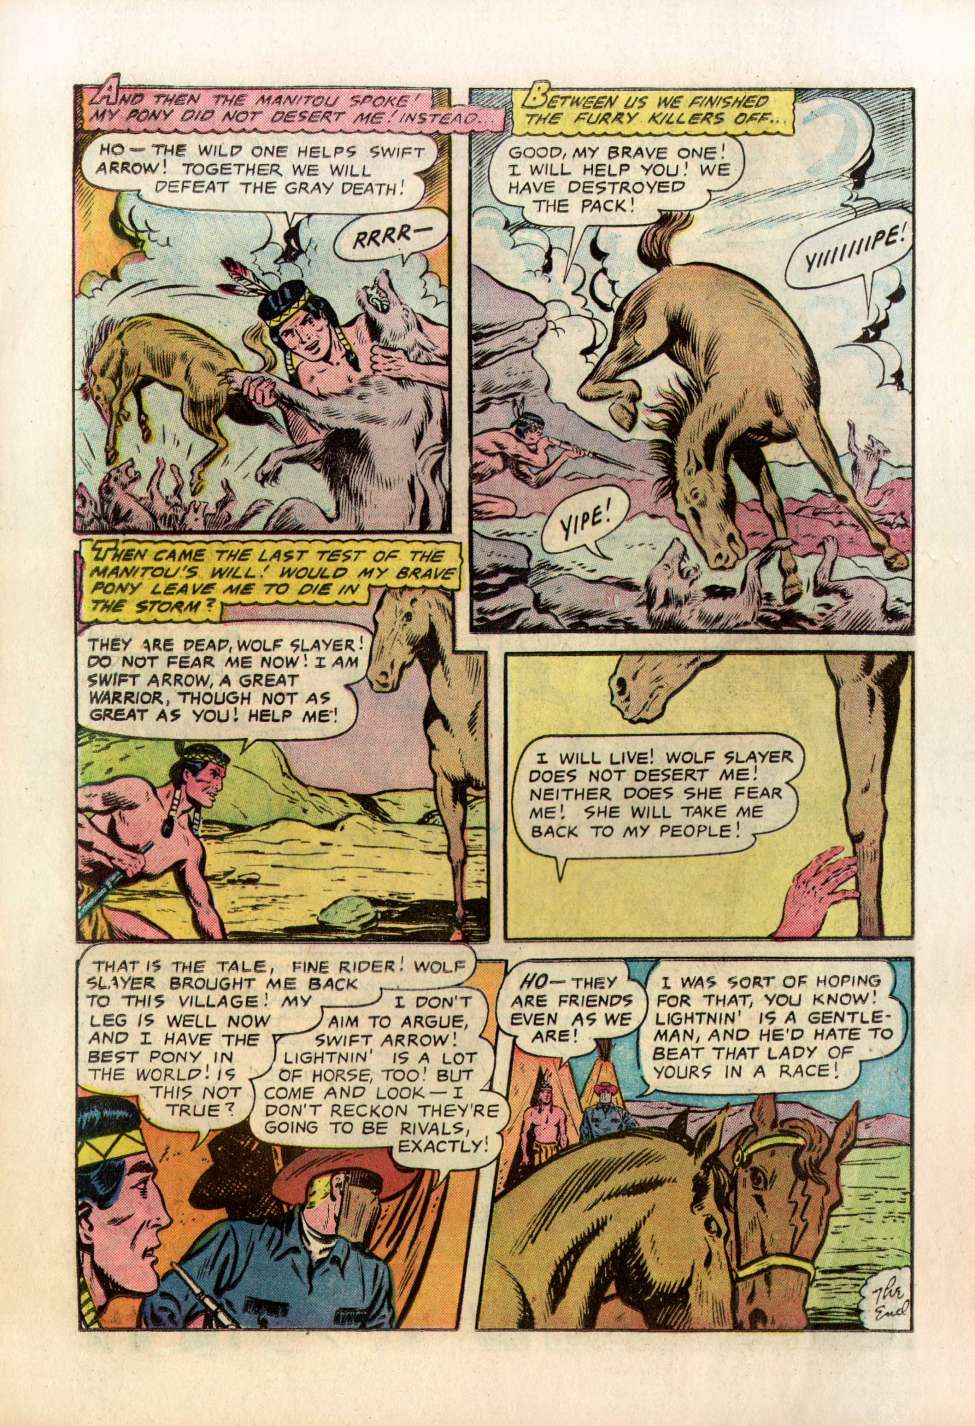 AND THEN THE MANITOU SPOKE!
MY PONY DID NOT DESERT ME! INSTEAD...
HO— THE WILD ONE HELPS SWIFT
ARROW! TOGETHER WE WILL
DEFEAT THE GRAY DEATH!
RRRR—
BETWEEN US WE FINISHED
THE FURRY KILLERS OFF...
GOOD, MY BRAVE ONE!
I WILL HELP YOU! WE
HAVE DESTROYED
THE PACK!
YIIIIIIIPE!
YIPE!
THEN CAME THE LAST TEST OF THE
MANITOU'S WILL! WOULD MY BRAVE
PONY LEAVE ME TO DIE IN
THE STORM?
THEY ARE DEAD, WOLF SLAYER!
DO NOT FEAR ME NOW! I AM
SWIFT ARROW, A GREAT
WARRIOR, THOUGH NOT AS
GREAT AS YOU! HELP ME!
I WILL LIVE! WOLF SLAYER
DOES NOT DESERT ME!
NEITHER DOES SHE FEAR
ME! SHE WILL TAKE ME
BACK TO MY PEOPLE!
THAT IS THE TALE, FINE RIDER! WOLF
SLAYER BROUGHT ME BACK
TO THIS VILLAGE! MY
LEG IS WELL NOW
AND I HAVE THE
BEST PONY IN
THE WORLD! IS
THIS NOT
TRUE?
I DON'T
AIM TO ARGUE,
SWIFT ARROW!
LIGHTNIN' IS A LOT
OF HORSE, TOO! BUT
COME AND LOOK— I
DON'T RECKON THEY'RE
GOING TO BE RIVALS,
EXACTLY!
HO— THEY
ARE FRIENDS
EVEN AS WE
ARE!
I WAS SORT OF HOPING
FOR THAT, YOU KNOW!
LIGHTNIN' IS A GENTLE-
MAN, AND HE'D HATE TO
BEAT THAT LADY OF
YOURS IN A RACE!
The
End